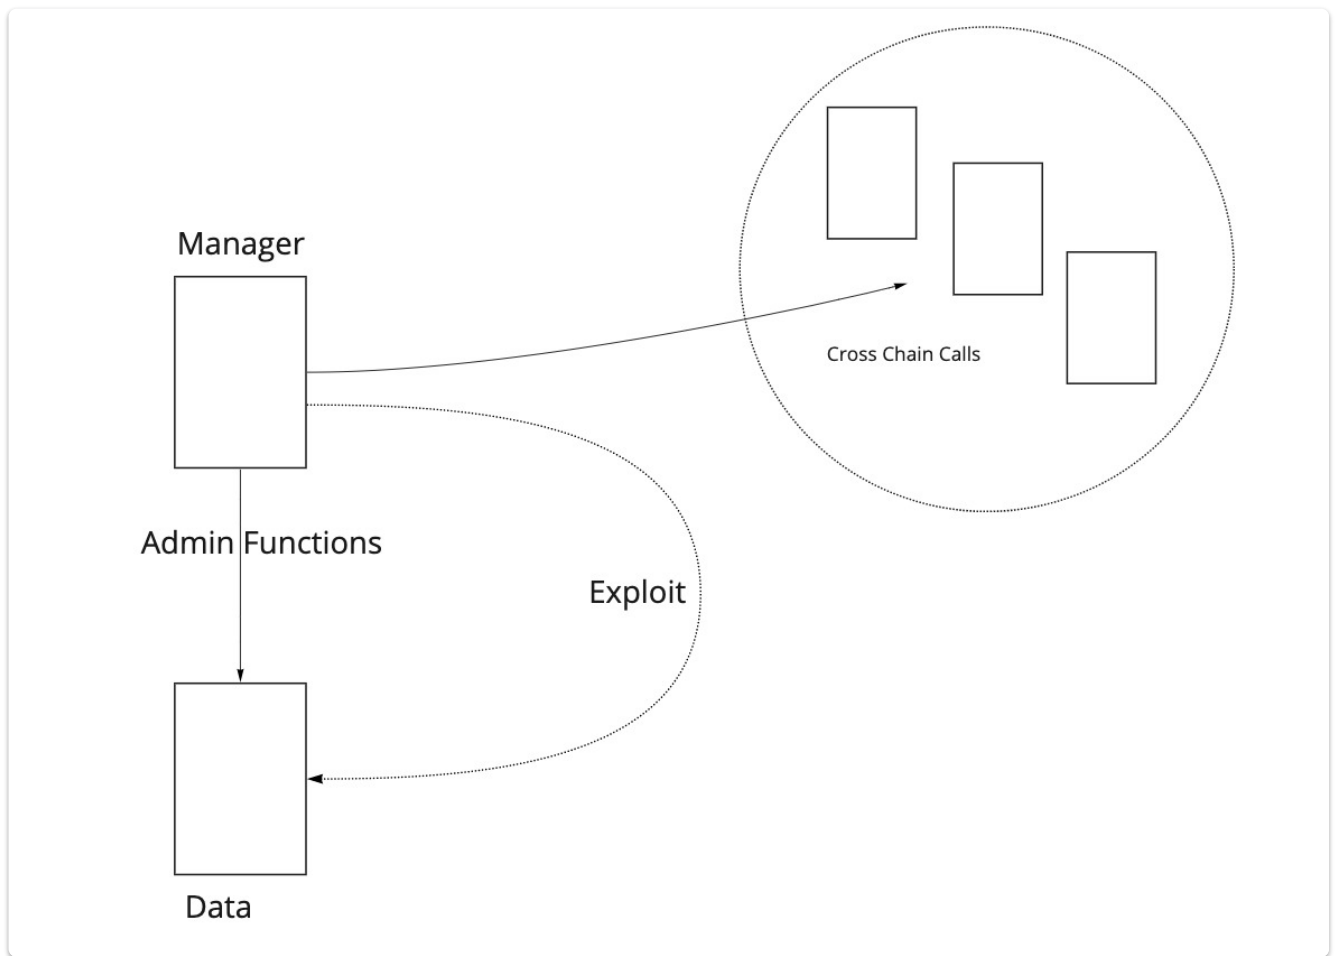 Manager
Cross Chain Calls
Admin Functions
Exploit
Data